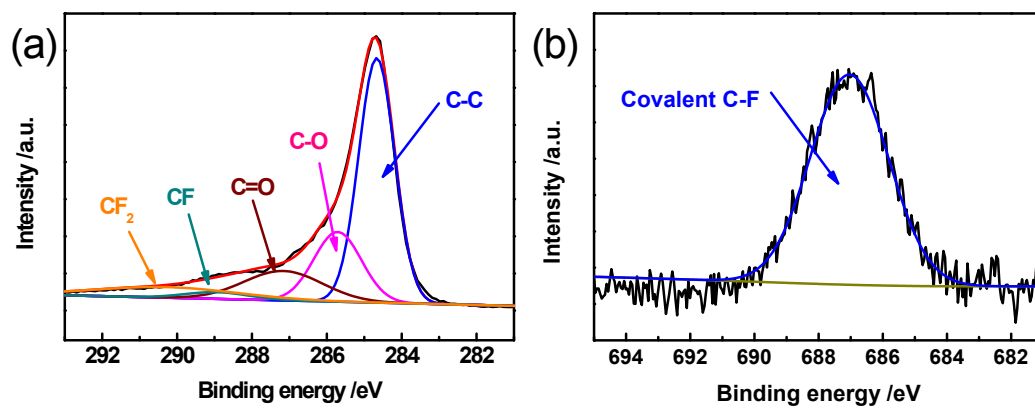 (a)
Intensity /a.u.
CF2
CF
C=O
C-O
C-C
292 290 288 286 284 282
Binding energy /eV
(b)
Intensity /a.u.
Covalent C-F
694 692 690 688 686 684 682
Binding energy /eV